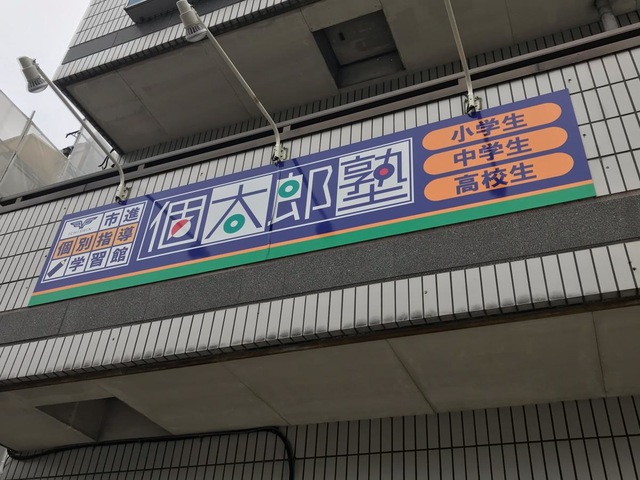 市進
個別指導
学習館
個太郎塾
小学生
中学生
高校生